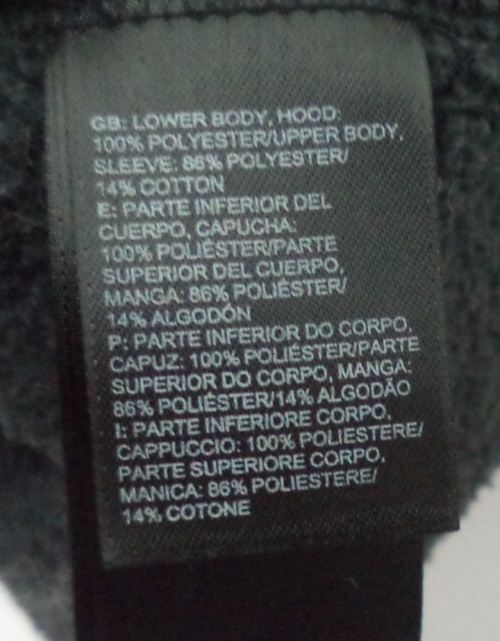 GB: LOWER BODY, HOOD:
100% POLYESTER/UPPER BODY,
SLEEVE: 86% POLYESTER/
14% COTTON
E: PARTE INFERIOR DEL
CUERPO, CAPUCHA:
100% POLIÉSTER/PARTE
SUPERIOR DEL CUERPO,
MANGA: 86% POLIÉSTER/
14% ALGODÓN
P: PARTE INFERIOR DO CORPO,
CAPUZ: 100% POLIÉSTER/PARTE
SUPERIOR DO CORPO, MANGA:
86% POLIÉSTER/14% ALGODÃO
I: PARTE INFERIORE CORPO,
CAPPUCCIO: 100% POLIESTERE/
PARTE SUPERIORE CORPO,
MANICA: 86% POLIESTERE/
14% COTONE